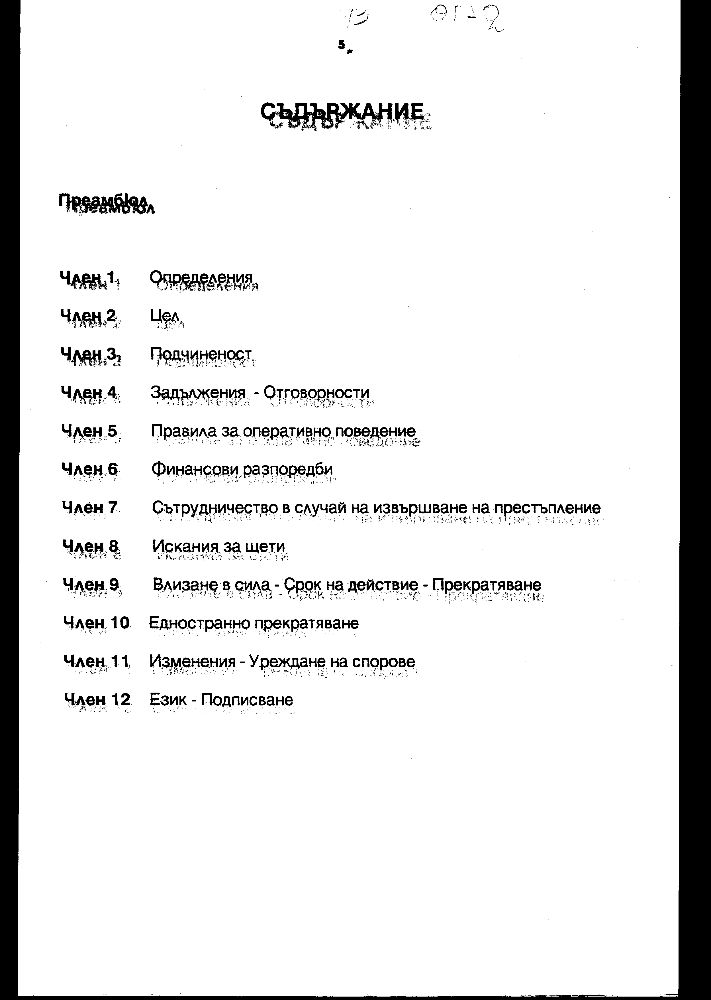 5
СЪДЪРЖАНИЕ
Преамбюл
Член 1 Определения
Член 2 Цел
Член 3 Подчиненост
Член 4 Задължения - Отговорности
Член 5 Правила за оперативно поведение
Член 6 Финансови разпоредби
Член 7 Сътрудничество в случай на извършване на престъпление
Член 8 Искания за щети
Член 9 Влизане в сила - Срок на действие - Прекратяване
Член 10 Едностранно прекратяване
Член 11 Изменения - Уреждане на спорове
Член 12 Език - Подписване